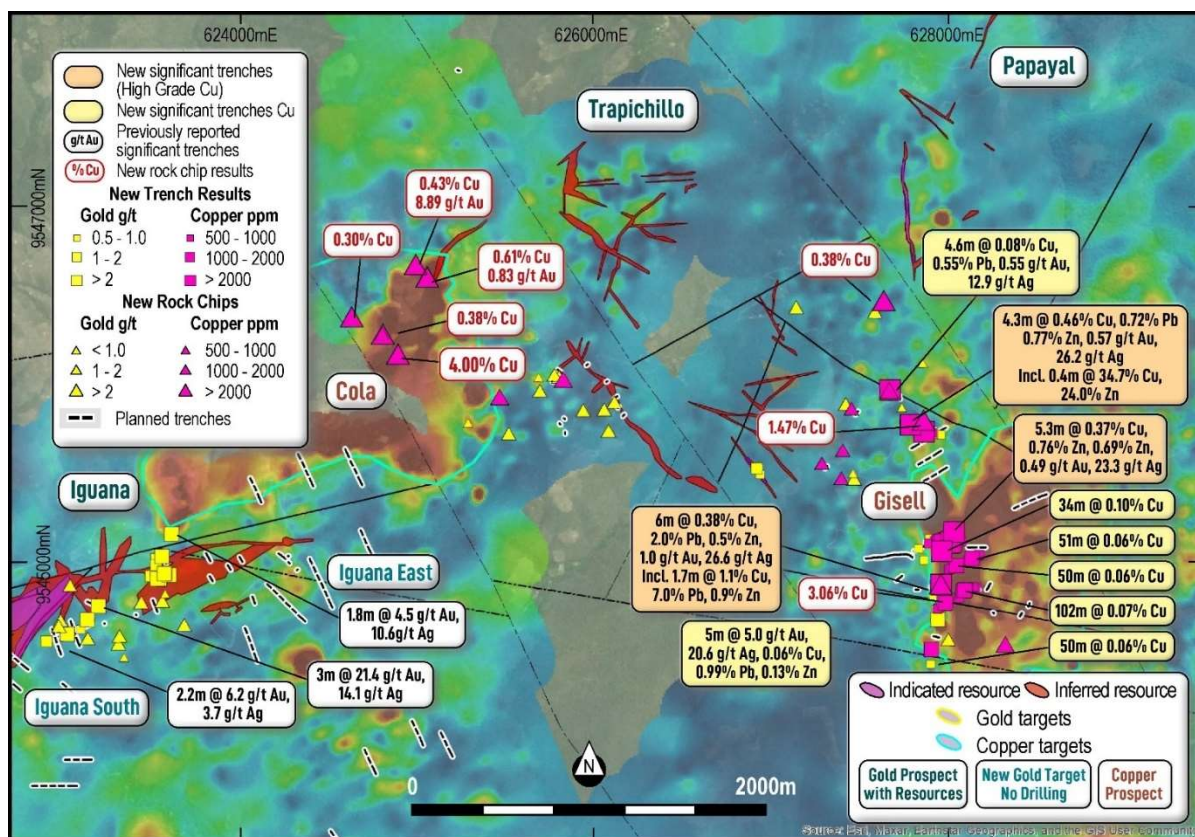 624000mE
626000mE
628000mE
9547000mN
9545000mN
New significant trenches
(High Grade Cu)
New significant trenches Cu
g/t Au
Previously reported
significant trenches
% Cu
New rock chip results
New Trench Results
Gold g/t
Copper ppm
0.5 - 1.0
500 - 1000
1 - 2
1000 - 2000
> 2
> 2000
New Rock Chips
Gold g/t
Copper ppm
< 1.0
500 - 1000
1 - 2
1000 - 2000
> 2
> 2000
Planned trenches
Papayal
Trapichillo
0.43% Cu
8.89 g/t Au
0.30% Cu
0.61% Cu
0.83 g/t Au
0.38% Cu
4.00% Cu
Cola
0.38% Cu
4.6m @ 0.08% Cu,
0.55% Pb, 0.55 g/t Au,
12.9 g/t Ag
4.3m @ 0.46% Cu, 0.72% Pb
0.77% Zn, 0.57 g/t Au,
26.2 g/t Ag
Incl. 0.4m @ 34.7% Cu,
24.0% Zn
1.47% Cu
5.3m @ 0.37% Cu,
0.76% Zn, 0.69% Zn,
0.49 g/t Au, 23.3 g/t Ag
Gisell
34m @ 0.10% Cu
51m @ 0.06% Cu
50m @ 0.06% Cu
102m @ 0.07% Cu
50m @ 0.06% Cu
3.06% Cu
6m @ 0.38% Cu,
2.0% Pb, 0.5% Zn,
1.0 g/t Au, 26.6 g/t Ag
Incl. 1.7m @ 1.1% Cu,
7.0% Pb, 0.9% Zn
5m @ 5.0 g/t Au,
20.6 g/t Ag, 0.06% Cu,
0.99% Pb, 0.13% Zn
Iguana
Iguana East
1.8m @ 4.5 g/t Au,
10.6g/t Ag
3m @ 21.4 g/t Au,
14.1 g/t Ag
2.2m @ 6.2 g/t Au,
3.7 g/t Ag
Iguana South
N
0
2000m
Indicated resource
Inferred resource
Gold targets
Copper targets
Gold Prospect
with Resources
New Gold Target
No Drilling
Copper
Prospect
Source: Esri, Maxar, Earthstar Geographics, and the GIS User Community